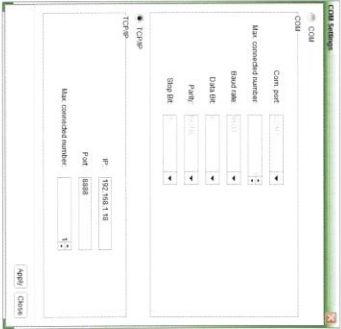 COM Settings
COM
COM
Com. port:
Max. connected number:
Baud rate:
Data Bit:
Parity:
Stop Bit:
TCP/IP
TCP/IP
IP: 192.168.1.18
Port: 8888
Max. connected number: 1
Apply Close